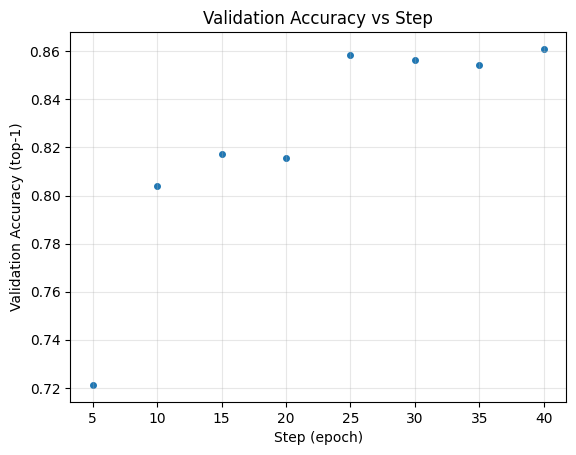 Validation Accuracy vs Step
Validation Accuracy (top-1)
0.86
0.84
0.82
0.80
0.78
0.76
0.74
0.72
5 10 15 20 25 30 35 40
Step (epoch)